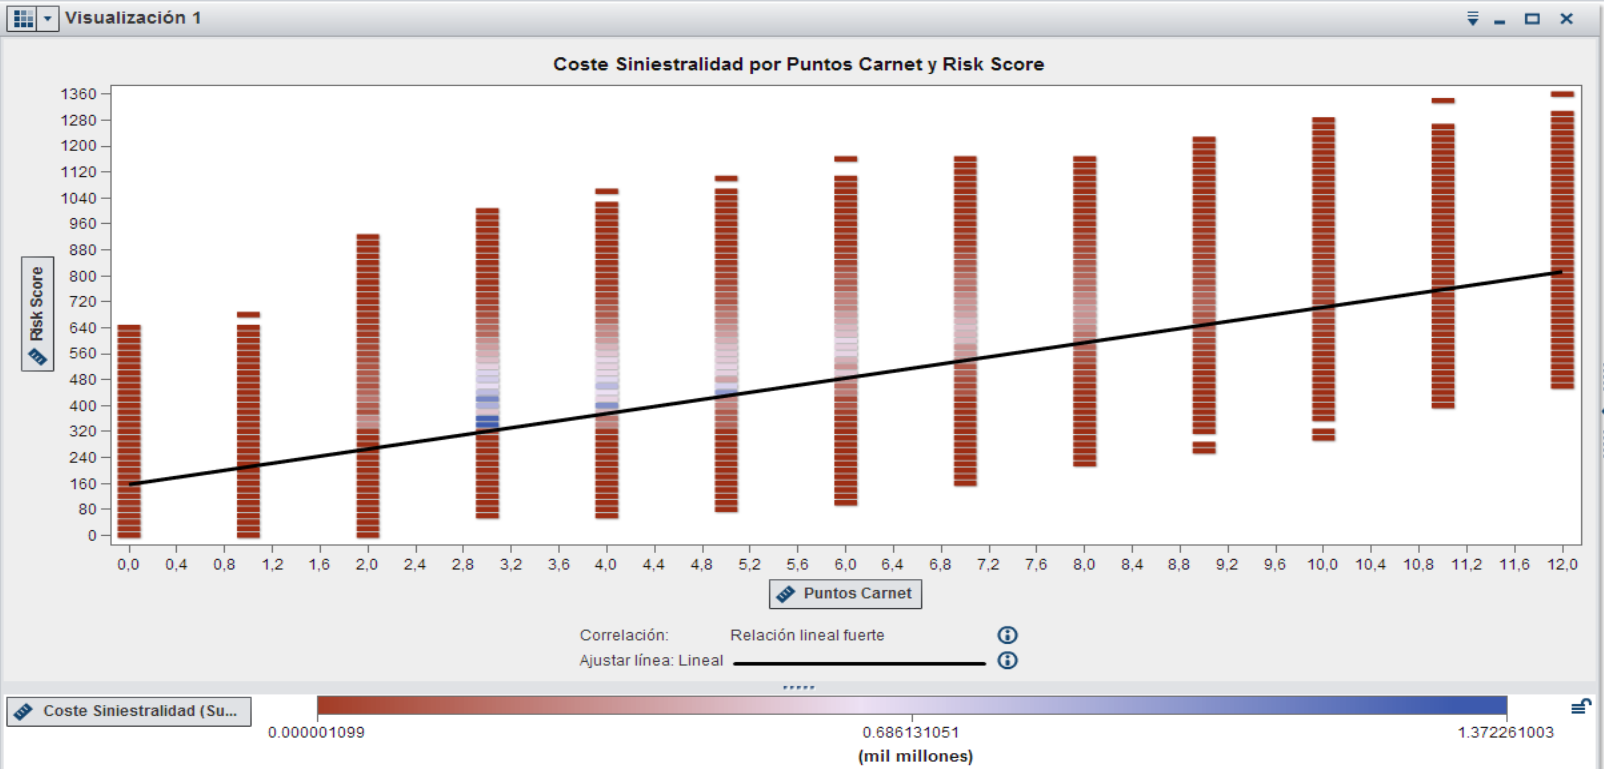 Visualización 1
Coste Siniestralidad por Puntos Carnet y Risk Score
1360
1280
1200
1120
1040
960
880
800
720
640
560
480
400
320
240
160
80
0
Risk Score
0,0 0,4 0,8 1,2 1,6 2,0 2,4 2,8 3,2 3,6 4,0 4,4 4,8 5,2 5,6 6,0 6,4 6,8 7,2 7,6 8,0 8,4 8,8 9,2 9,6 10,0 10,4 10,8 11,2 11,6 12,0
Puntos Carnet
Correlación: Relación lineal fuerte
Ajustar línea: Lineal
Coste Siniestralidad (Su...
0.000001099 0.686131051 1.372261003
(mil millones)